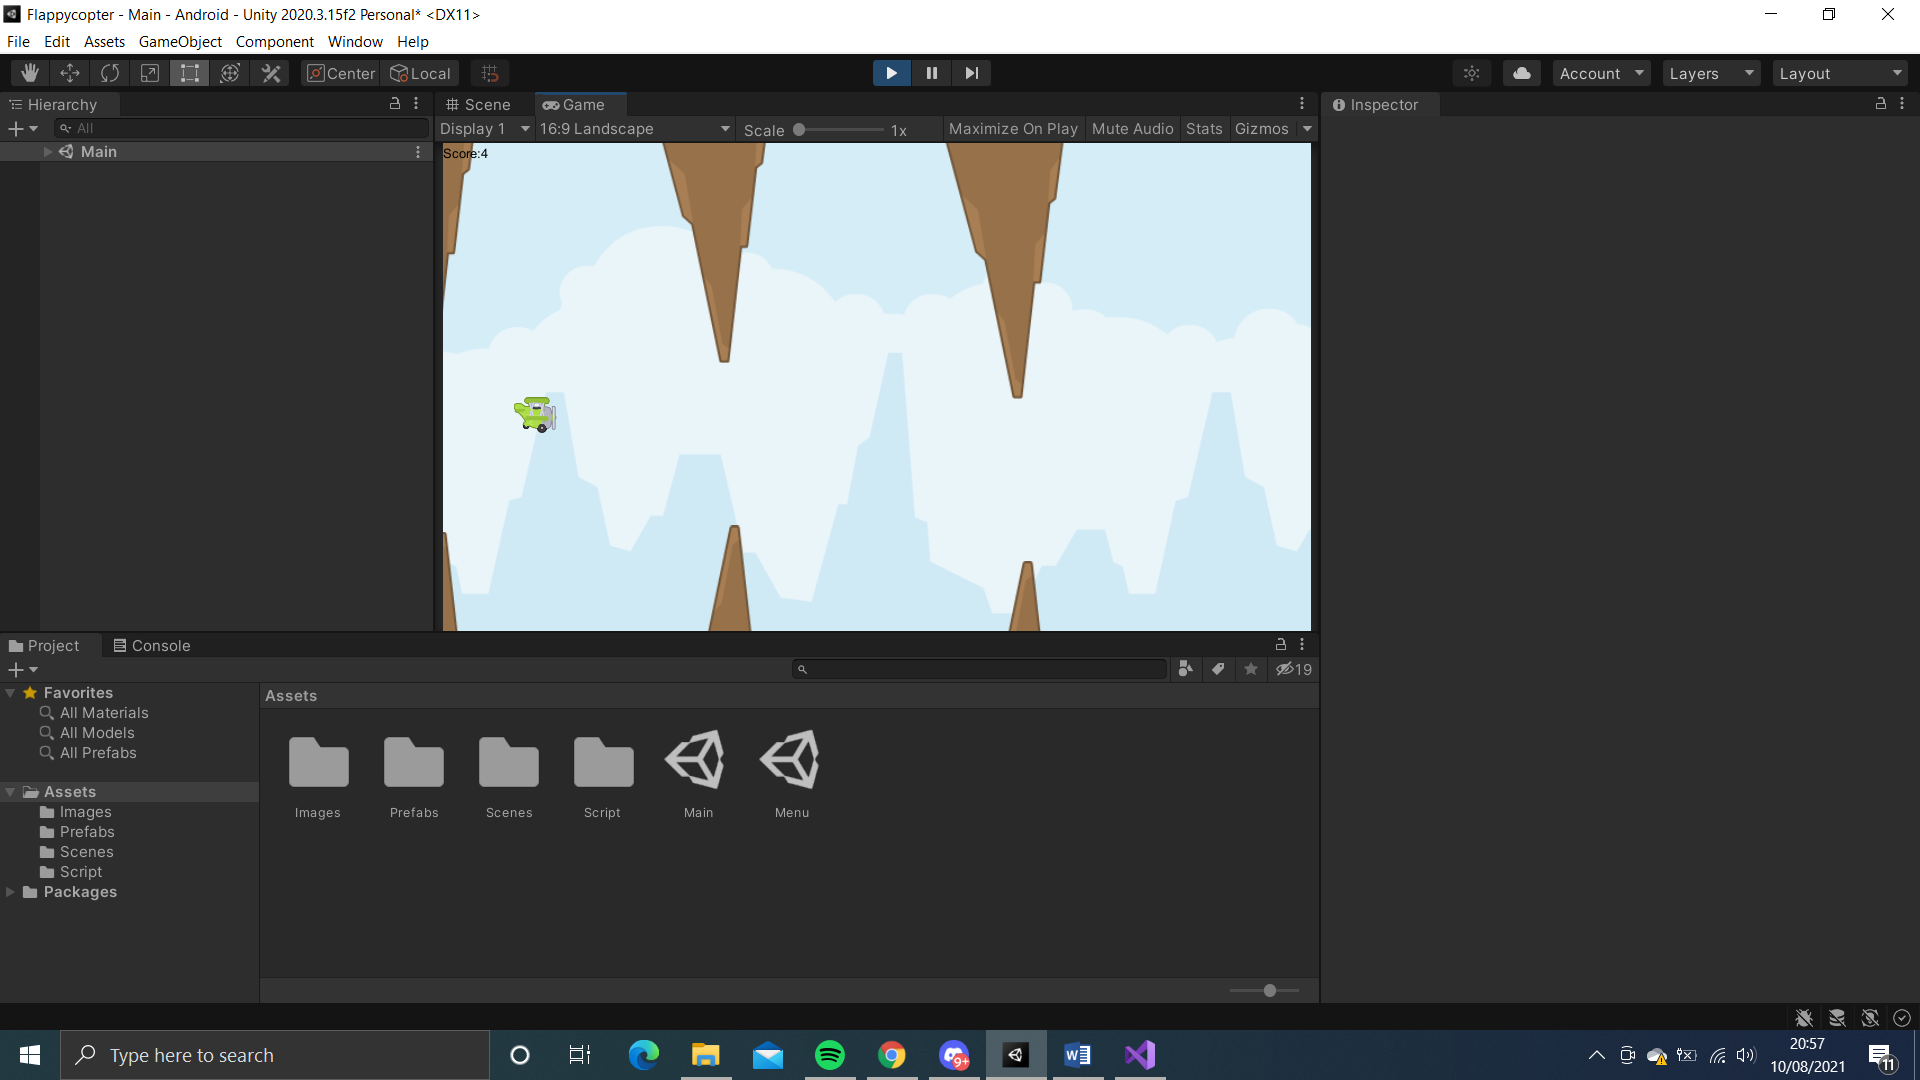 Flappycopter - Main - Android - Unity 2020.3.15f2 Personal* <DX11>
File Edit Assets GameObject Component Window Help
Center Local Account Layers Layout
Hierarchy
All
Main
Scene Game
Display 1 16:9 Landscape Scale 1x Maximize On Play Mute Audio Stats Gizmos
Score:4
Inspector
Project Console
19
Favorites
All Materials
All Models
All Prefabs
Assets
Images
Prefabs
Scenes
Script
Packages
Assets
Images Prefabs Scenes Script Main Menu
Type here to search
9+
20:57
10/08/2021
11